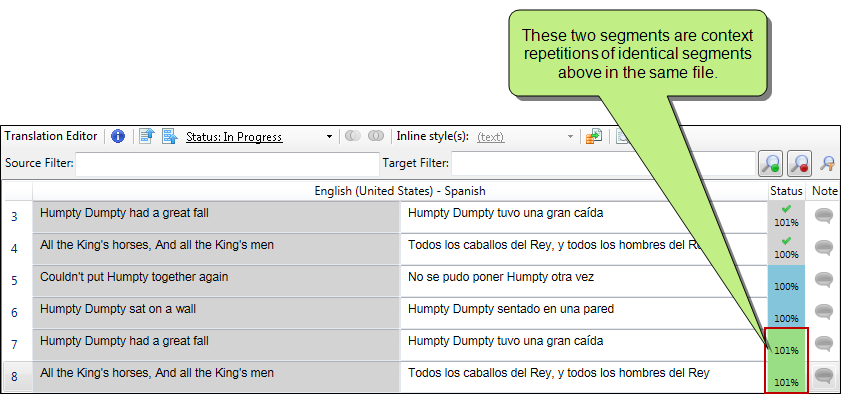 These two segments are context
repetitions of identical segments
above in the same file.
Translation Editor Status: In Progress Inline style(s): (text)
Source Filter: Target Filter:
English (United States) - Spanish Status Note
3 Humpty Dumpty had a great fall Humpty Dumpty tuvo una gran caída 101%
4 All the King's horses, And all the King's men Todos los caballos del Rey, y todos los hombres del 100%
5 Couldn't put Humpty together again No se pudo poner Humpty otra vez 100%
6 Humpty Dumpty sat on a wall Humpty Dumpty sentado en una pared 100%
7 Humpty Dumpty had a great fall Humpty Dumpty tuvo una gran caída 101%
8 All the King's horses, And all the King's men Todos los caballos del Rey, y todos los hombres del Rey 101%